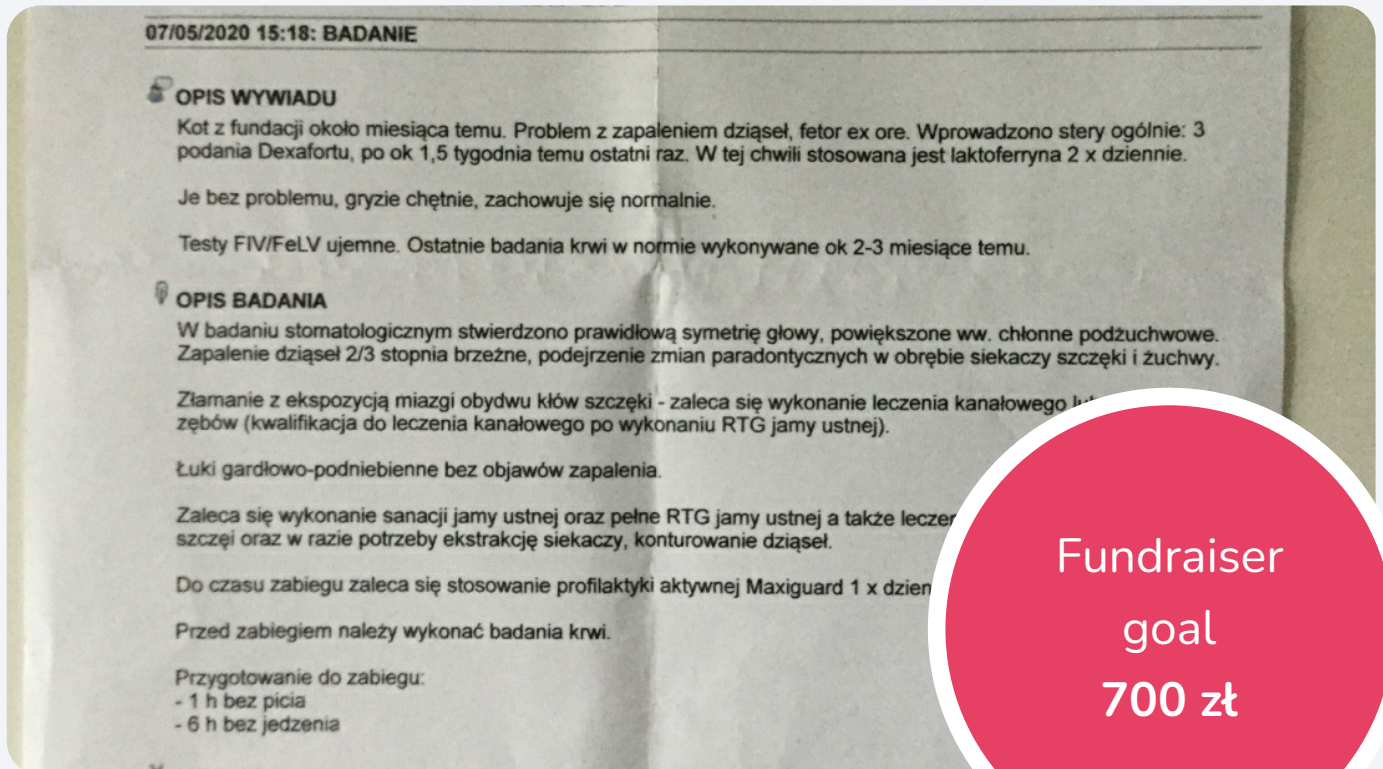 07/05/2020 15:18: BADANIE
OPIS WYWIADU
Kot z fundacji około miesiąca temu. Problem z zapaleniem dziąseł, fetor ex ore. Wprowadzono stery ogólnie: 3
podania Dexafortu, po ok 1,5 tygodnia temu ostatni raz. W tej chwili stosowana jest laktoferryna 2 x dziennie.
Je bez problemu, gryzie chętnie, zachowuje się normalnie.
Testy FIV/FeLV ujemne. Ostatnie badania krwi w normie wykonywane ok 2-3 miesiące temu.
OPIS BADANIA
W badaniu stomatologicznym stwierdzono prawidłową symetrię głowy, powiększone ww. chłonne podżuchwowe.
Zapalenie dziąseł 2/3 stopnia brzeżne, podejrzenie zmian paradontycznych w obrębie siekaczy szczęki i żuchwy.
Złamanie z ekspozycją miazgi obydwu kłów szczęki - zaleca się wykonanie leczenia kanałowego
zębów (kwalifikacja do leczenia kanałowego po wykonaniu RTG jamy ustnej).
Łuki gardłowo-podniebienne bez objawów zapalenia.
Zaleca się wykonanie sanacji jamy ustnej oraz pełne RTG jamy ustnej a także
szczęi oraz w razie potrzeby ekstrakcję siekaczy, konturowanie dziąseł.
Do czasu zabiegu zaleca się stosowanie profilaktyki aktywnej Maxiguard 1 x
Przed zabiegiem należy wykonać badania krwi.
Przygotowanie do zabiegu:
- 1 h bez picia
- 6 h bez jedzenia
Fundraiser
goal
700 zł